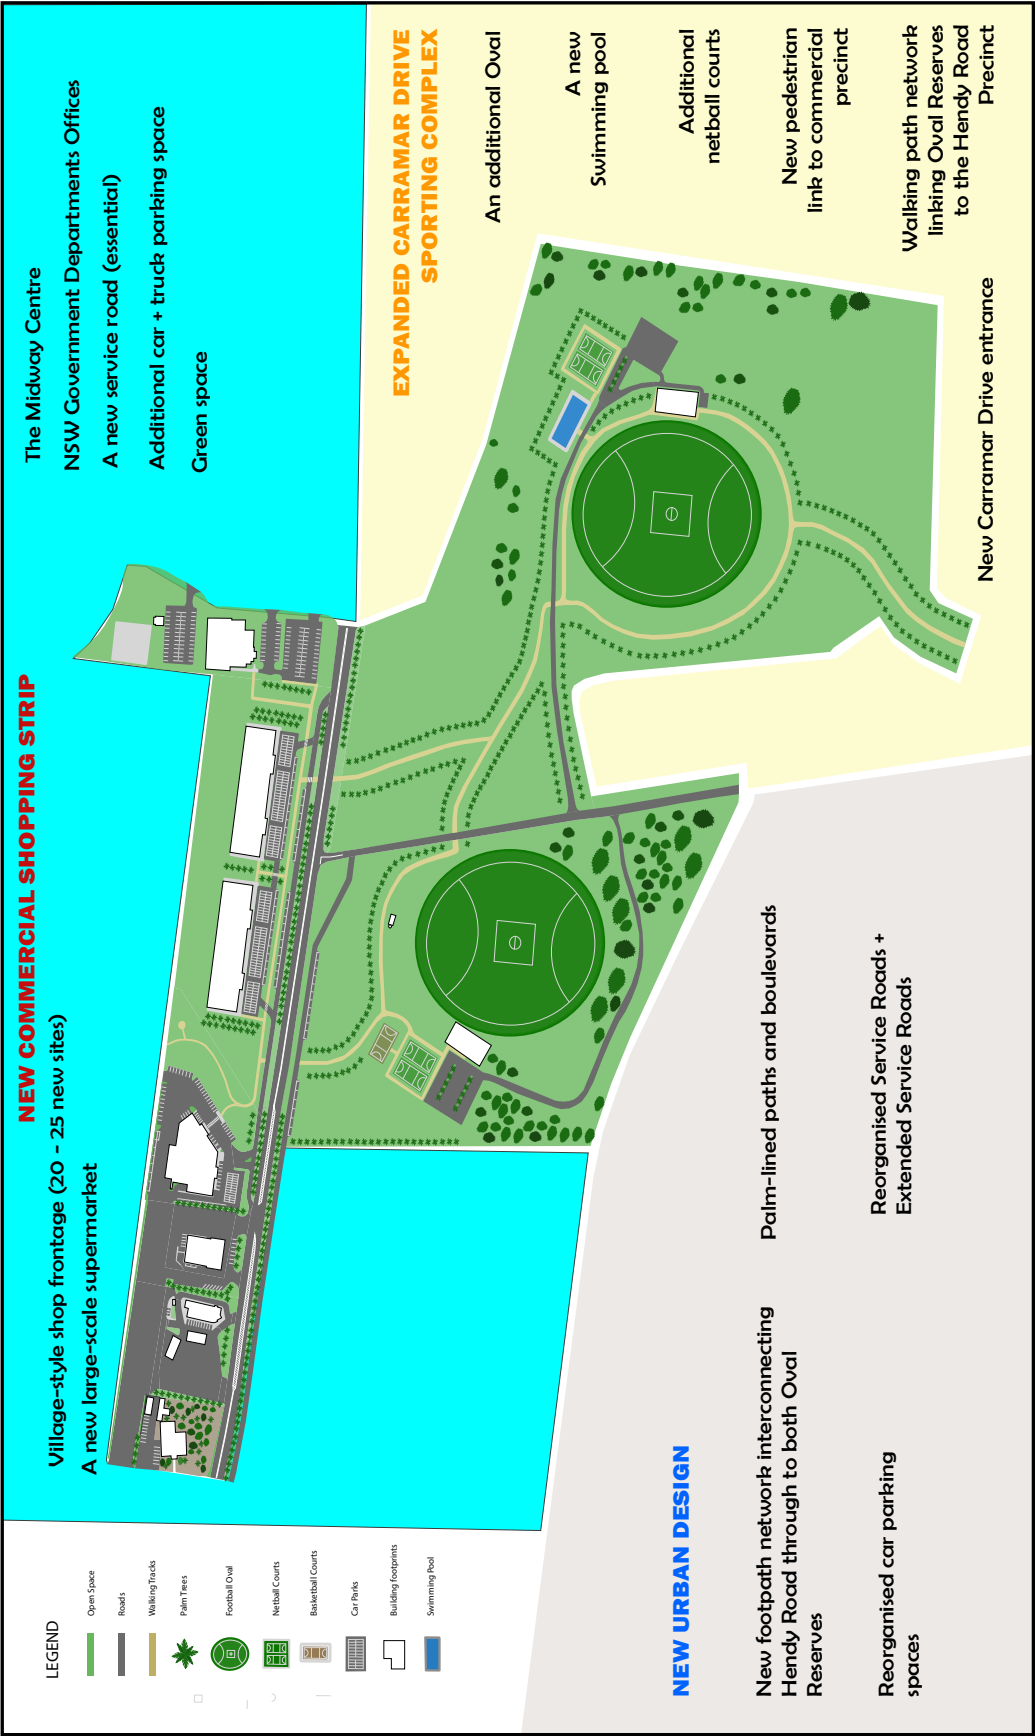 NEW COMMERCIAL SHOPPING STRIP
Village-style shop frontage (20 - 25 new sites)
A new large-scale supermarket
The Midway Centre
NSW Government Departments Offices
A new service road (essential)
Additional car + truck parking space
Green space
EXPANDED CARRAMAR DRIVE
SPORTING COMPLEX
An additional Oval
A new
Swimming pool
Additional
netball courts
New pedestrian
link to commercial
precinct
Walking path network
linking Oval Reserves
to the Hendy Road
Precinct
New Carramar Drive entrance
NEW URBAN DESIGN
New footpath network interconnecting
Hendy Road through to both Oval
Reserves
Palm-lined paths and boulevards
Reorganised car parking
spaces
Reorganised Service Roads +
Extended Service Roads
LEGEND
Open Space
Roads
Walking Tracks
Palm Trees
Football Oval
Netball Courts
Basketball Courts
Car Parks
Building footprints
Swimming Pool